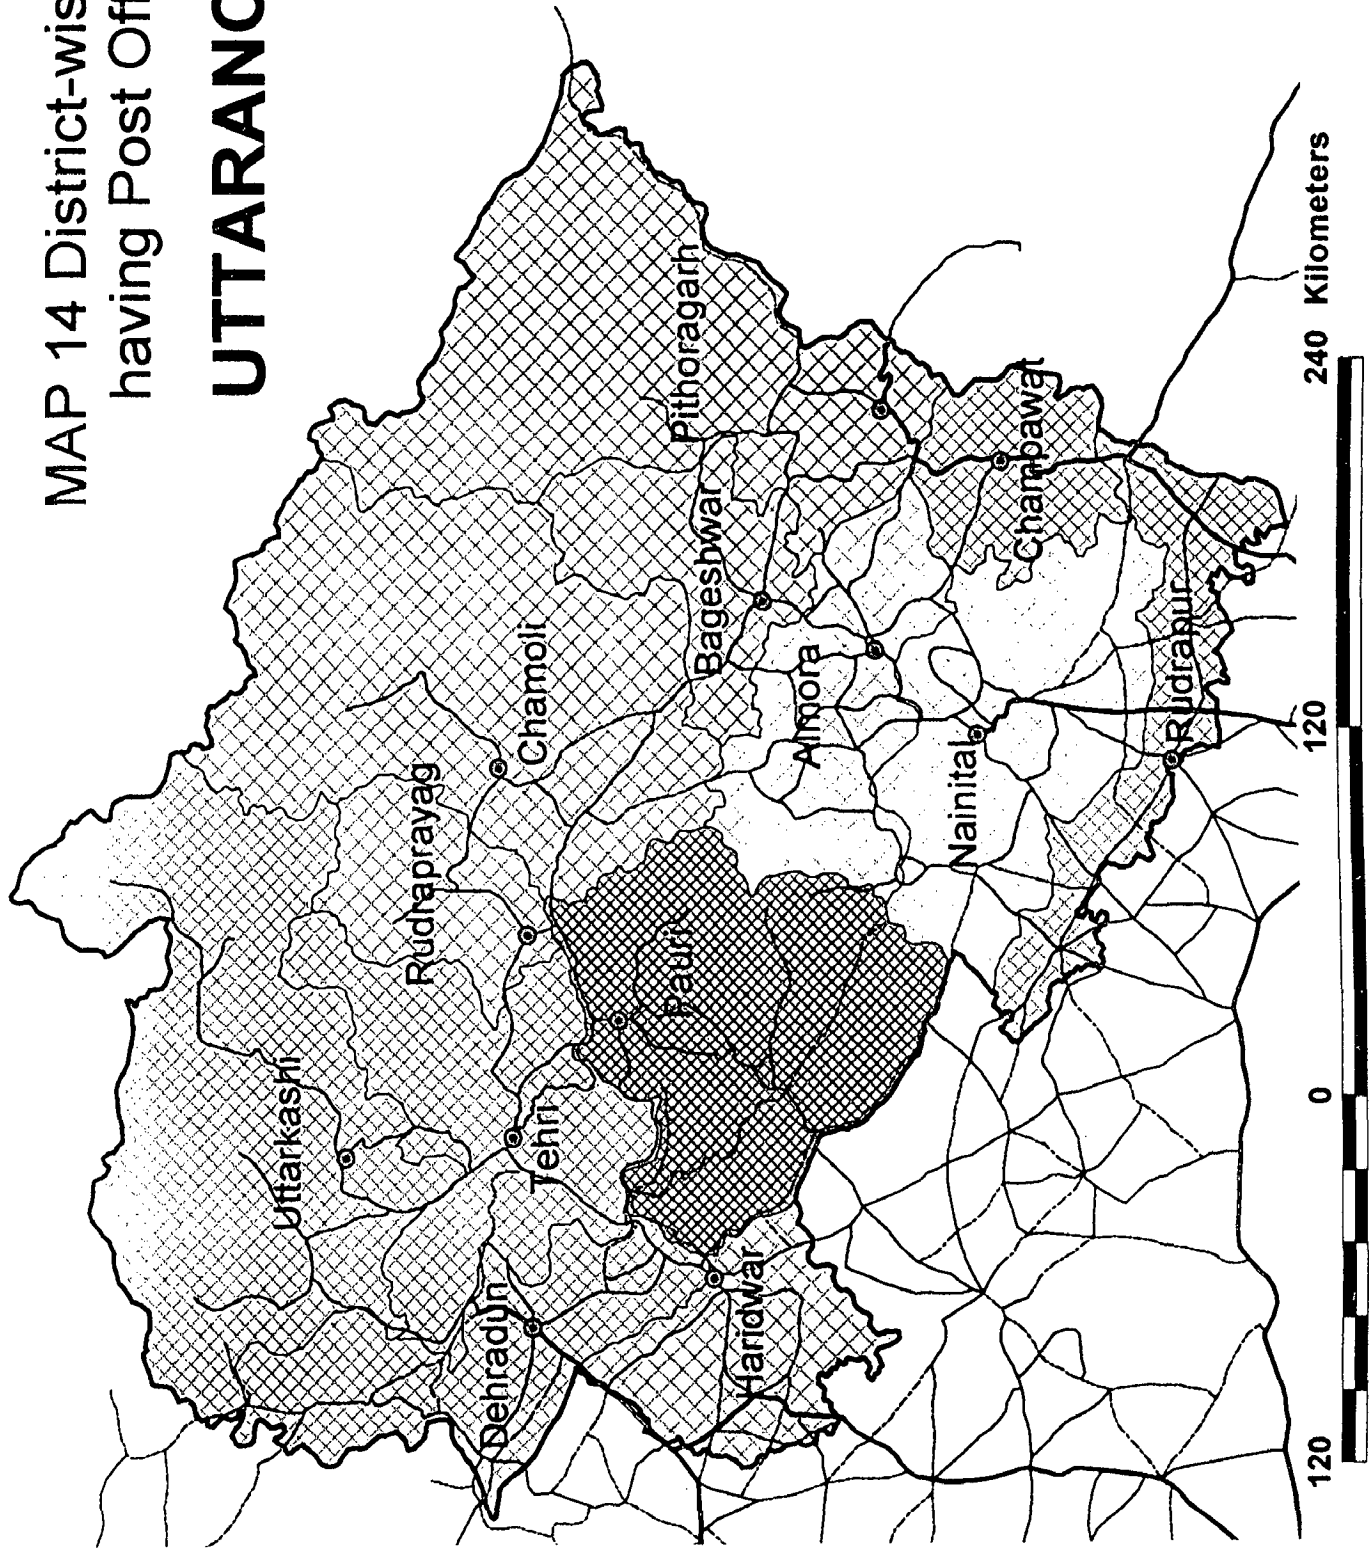 MAP 14 District-wis
having Post Off
UTTARANC
Uttarkashi
Dehradun
Tehri
Rudraprayag
Chamoli
Haridwar
Pauri
Pithoragarh
Bageshwar
Almora
Nainital
Champawat
Rudrapur
120 0 120 240 Kilometers